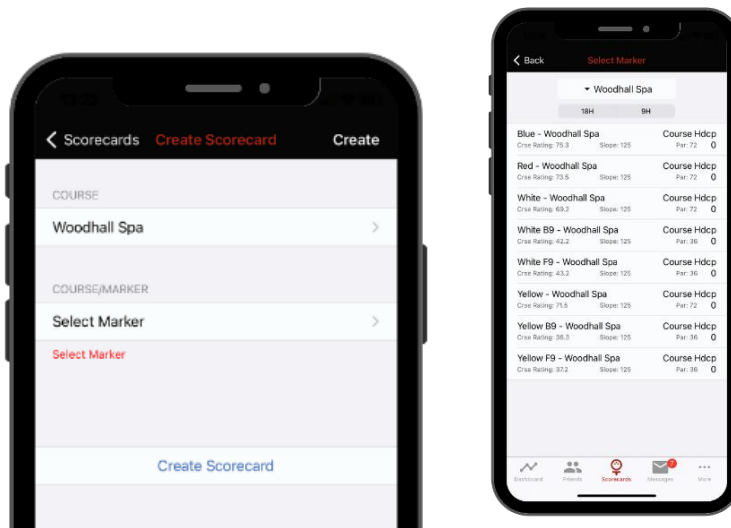 Scorecards Create Scorecard Create
COURSE
Woodhall Spa
COURSE/MARKER
Select Marker
Select Marker
Create Scorecard
Back Select Marker
Woodhall Spa
18H 9H
Blue - Woodhall Spa Course Hdcp
Crse Rating: 75.3 Slope: 125 Par: 72 0
Red - Woodhall Spa Course Hdcp
Crse Rating: 73.5 Slope: 125 Par: 72 0
White - Woodhall Spa Course Hdcp
Crse Rating: 69.2 Slope: 125 Par: 72 0
White B9 - Woodhall Spa Course Hdcp
Crse Rating: 42.2 Slope: 125 Par: 36 0
White F9 - Woodhall Spa Course Hdcp
Crse Rating: 43.2 Slope: 125 Par: 36 0
Yellow - Woodhall Spa Course Hdcp
Crse Rating: 71.5 Slope: 125 Par: 72 0
Yellow B9 - Woodhall Spa Course Hdcp
Crse Rating: 36.3 Slope: 125 Par: 36 0
Yellow F9 - Woodhall Spa Course Hdcp
Crse Rating: 37.2 Slope: 125 Par: 36 0
7
Dashboard Friends Scorecards Messages More